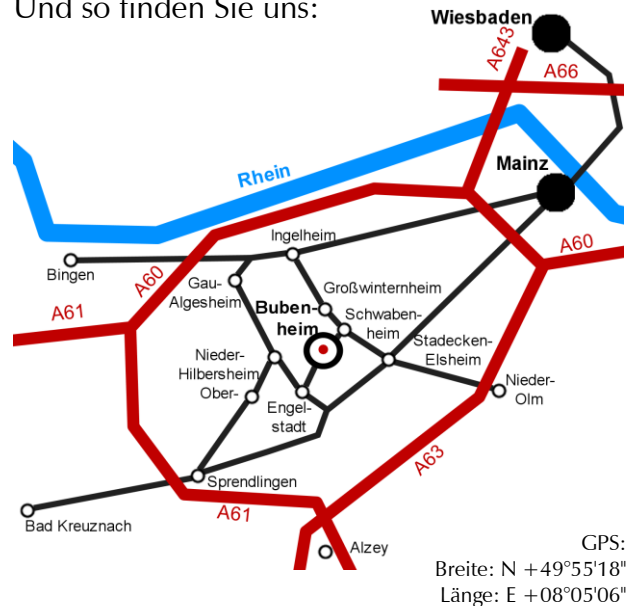 Und so finden Sie uns:
Wiesbaden
A643
A66
Rhein
Mainz
Ingelheim
A60
Bingen
A60
Gau-
Algesheim
Großwinternheim
A61
Buben-
heim
Schwaben-
heim
Stadecken-
Elsheim
Nieder-
Hilbersheim
Ober-
Nieder-
Olm
Engel-
stadt
A63
Sprendlingen
A61
Bad Kreuznach
Alzey
GPS:
Breite: N +49°55'18"
Länge: E +08°05'06"